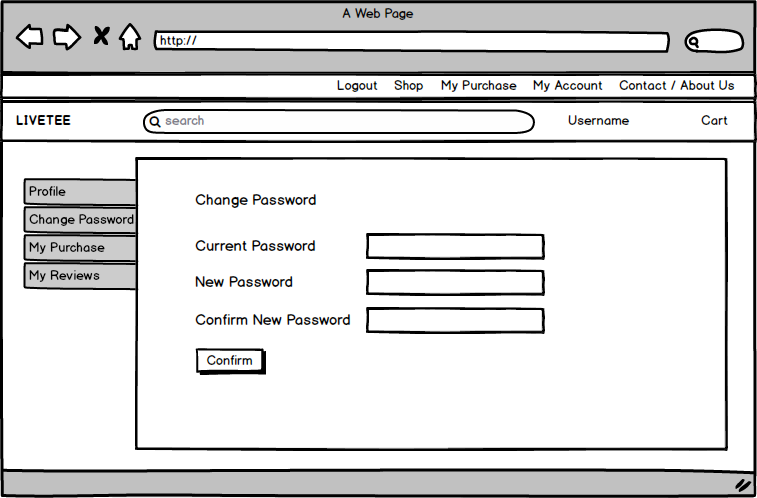 A Web Page
http://
Logout Shop My Purchase My Account Contact / About Us
LIVETEE search Username Cart
Profile
Change Password
My Purchase
My Reviews
Change Password
Current Password
New Password
Confirm New Password
Confirm